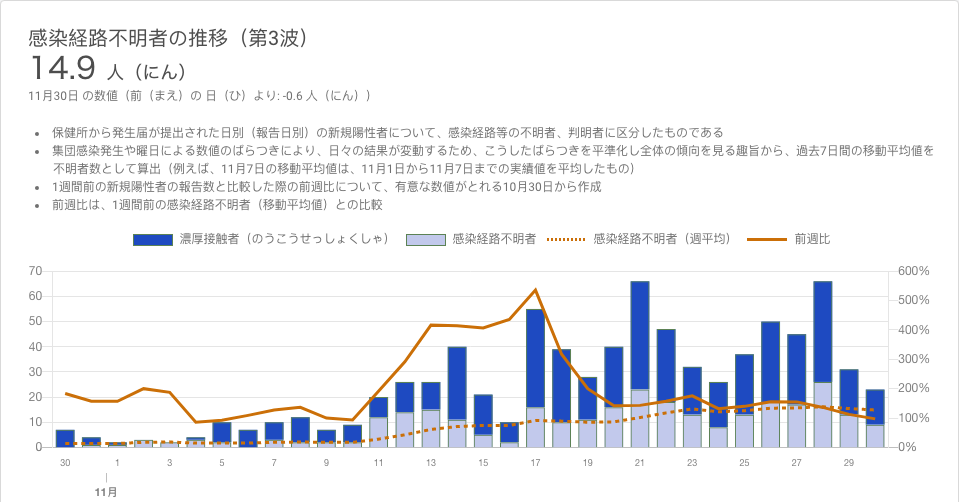 感染経路不明者の推移（第3波）
14.9 人（にん）
11月30日 の数値（前（まえ）の 日（ひ）より: -0.6 人（にん））
• 保健所から発生届が提出された日別（報告日別）の新規陽性者について、感染経路等の不明者、判明者に区分したものである
• 集団感染発生や曜日による数値のばらつきにより、日々の結果が変動するため、こうしたばらつきを平準化し全体の傾向を見る趣旨から、過去7日間の移動平均値を
不明者数として算出（例えば、11月7日の移動平均値は、11月1日から11月7日までの実績値を平均したもの）
• 1週間前の新規陽性者の報告数と比較した際の前週比について、有意な数値がとれる10月30日から作成
• 前週比は、1週間前の感染経路不明者（移動平均値）との比較
濃厚接触者（のうこうせっしょくしゃ） 感染経路不明者 感染経路不明者（週平均） 前週比
70 600%
60 500%
50 400%
40 300%
30 200%
20 100%
10 0%
0
30 1 3 5 7 9 11 13 15 17 19 21 23 25 27 29
11月